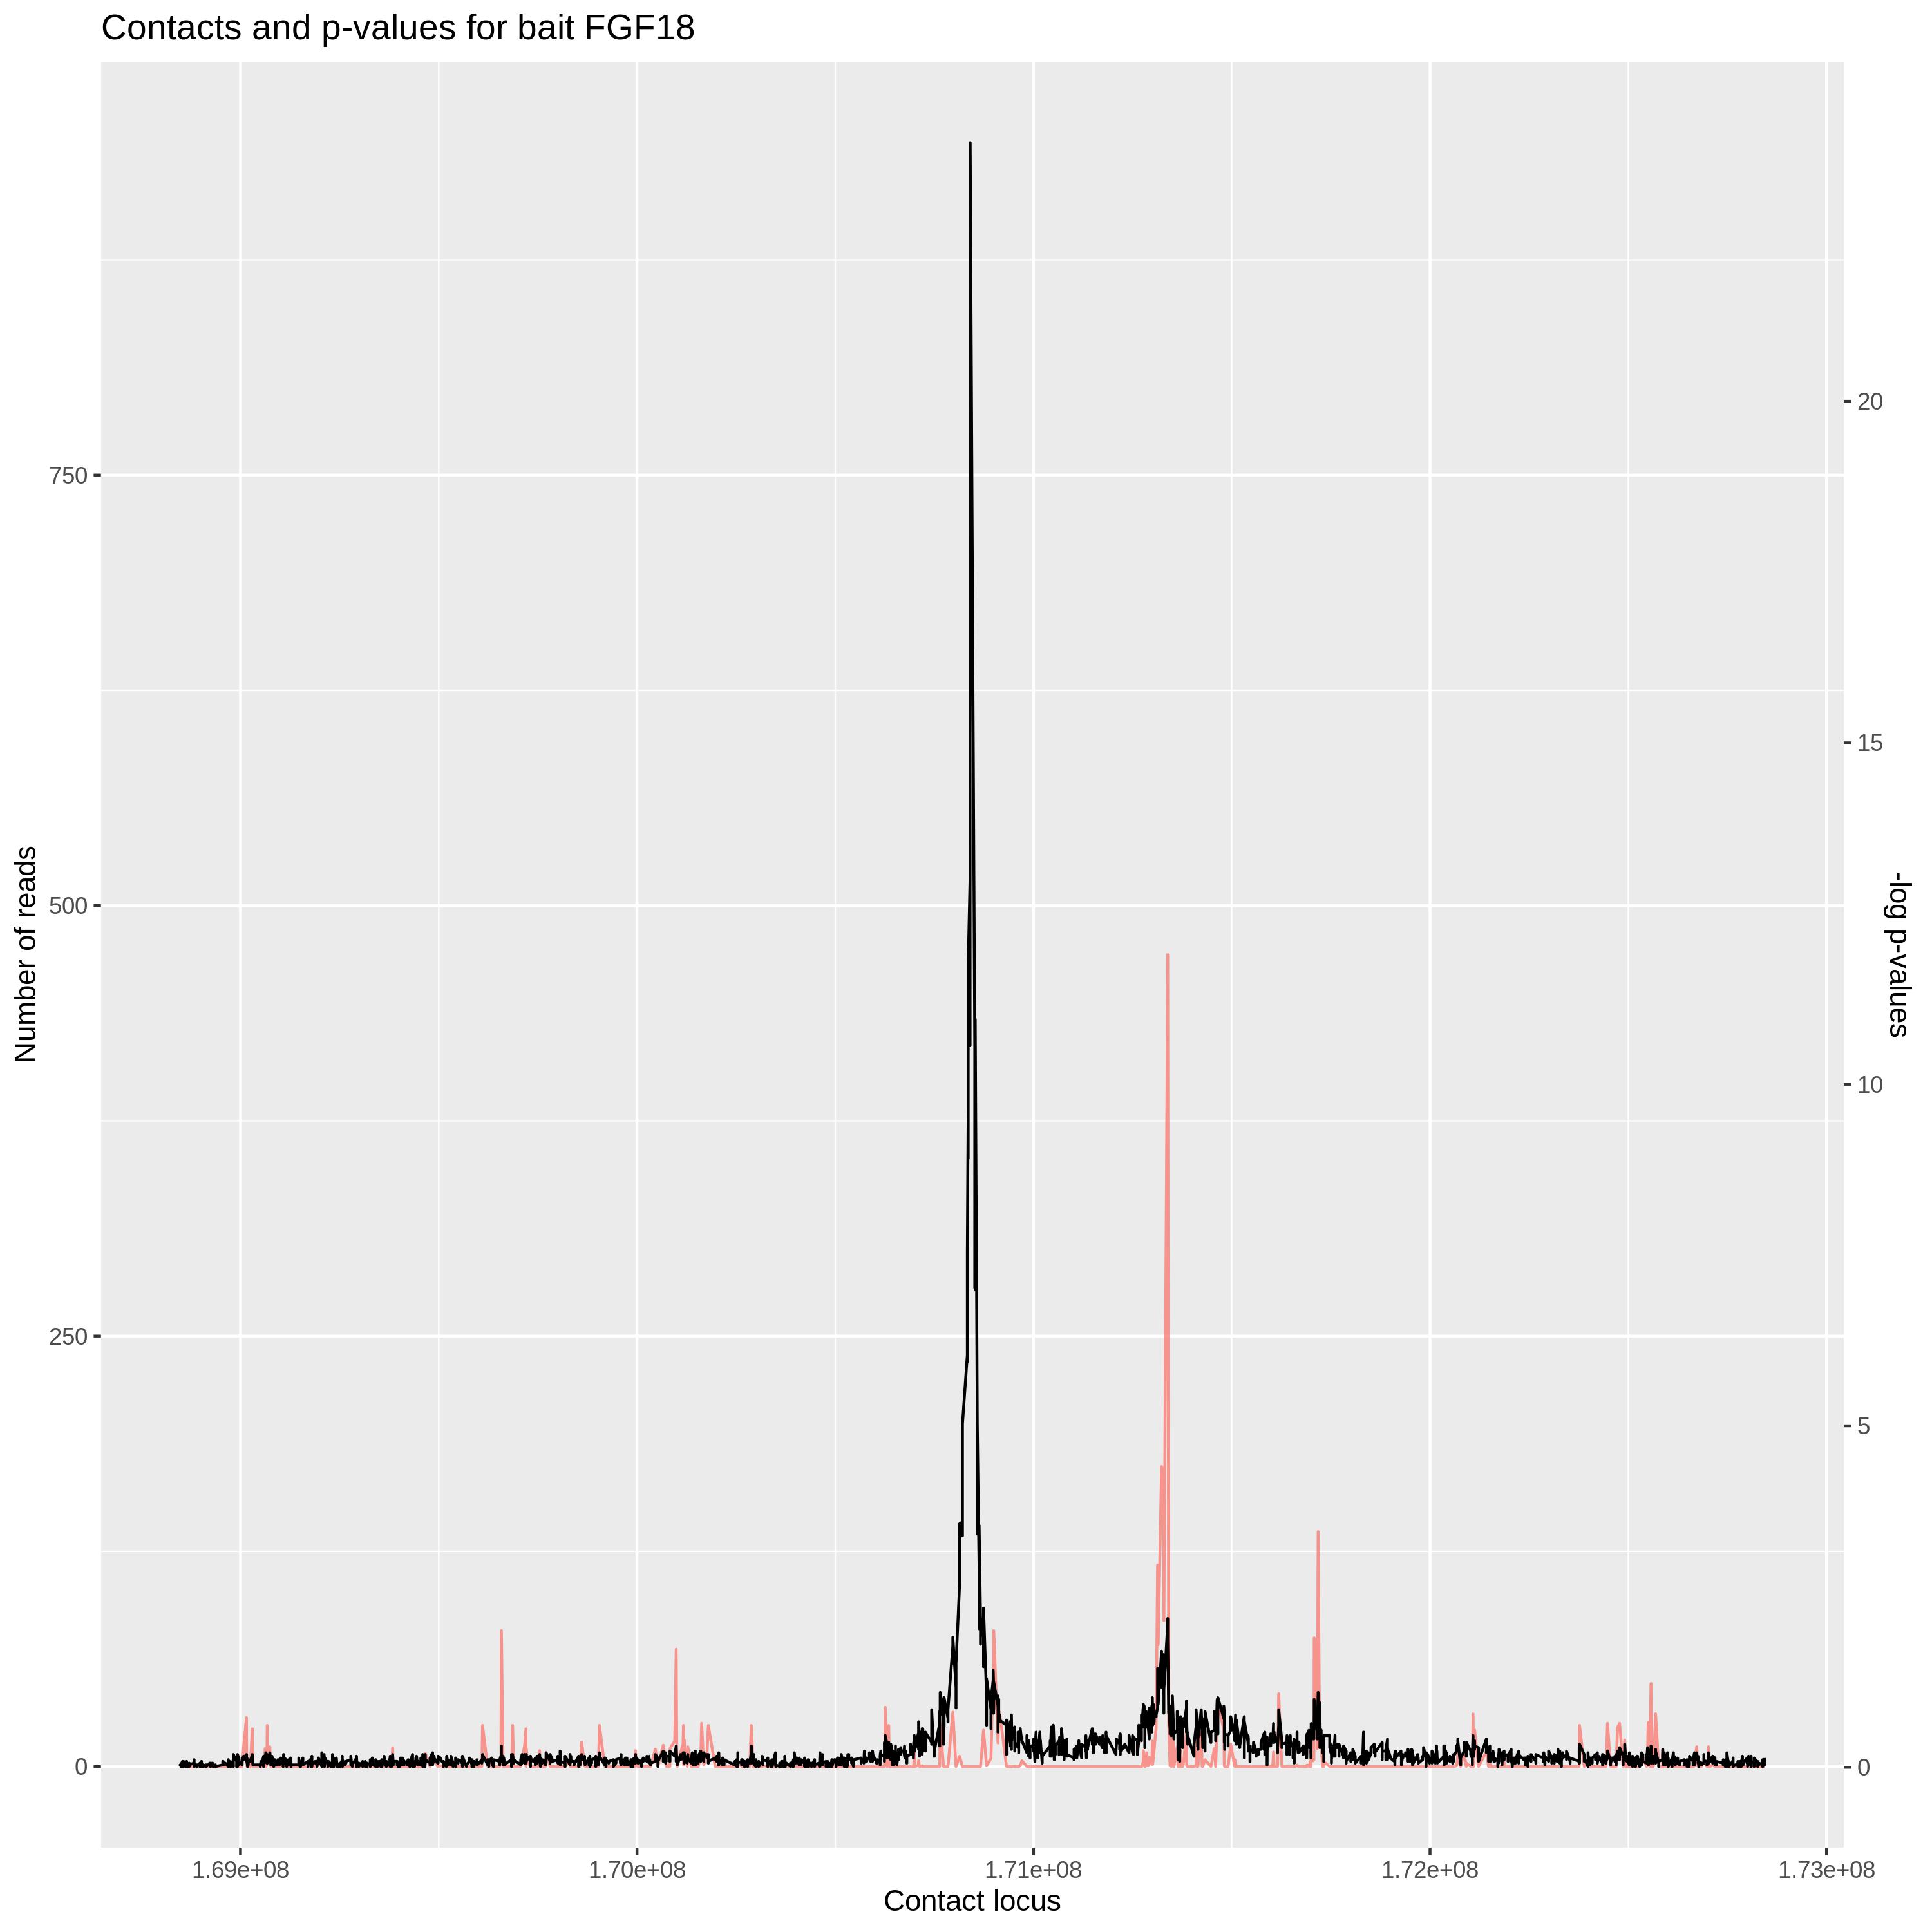 Contacts and p-values for bait FGF18
Number of reads
750
500
250
0
20
15
10
5
0
-log p-values
1.69e+08
1.70e+08
1.71e+08
1.72e+08
1.73e+08
Contact locus